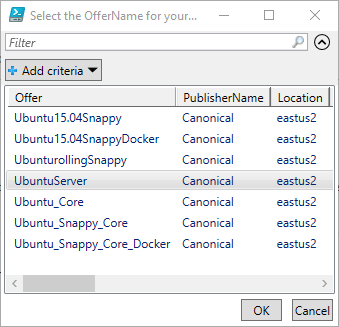 Select the OfferName for your...
Filter
Add criteria
Offer PublisherName Location
Ubuntu15.04Snappy Canonical eastus2
Ubuntu15.04SnappyDocker Canonical eastus2
UbunturollingSnappy Canonical eastus2
UbuntuServer Canonical eastus2
Ubuntu_Core Canonical eastus2
Ubuntu_Snappy_Core Canonical eastus2
Ubuntu_Snappy_Core_Docker Canonical eastus2
OK Cancel